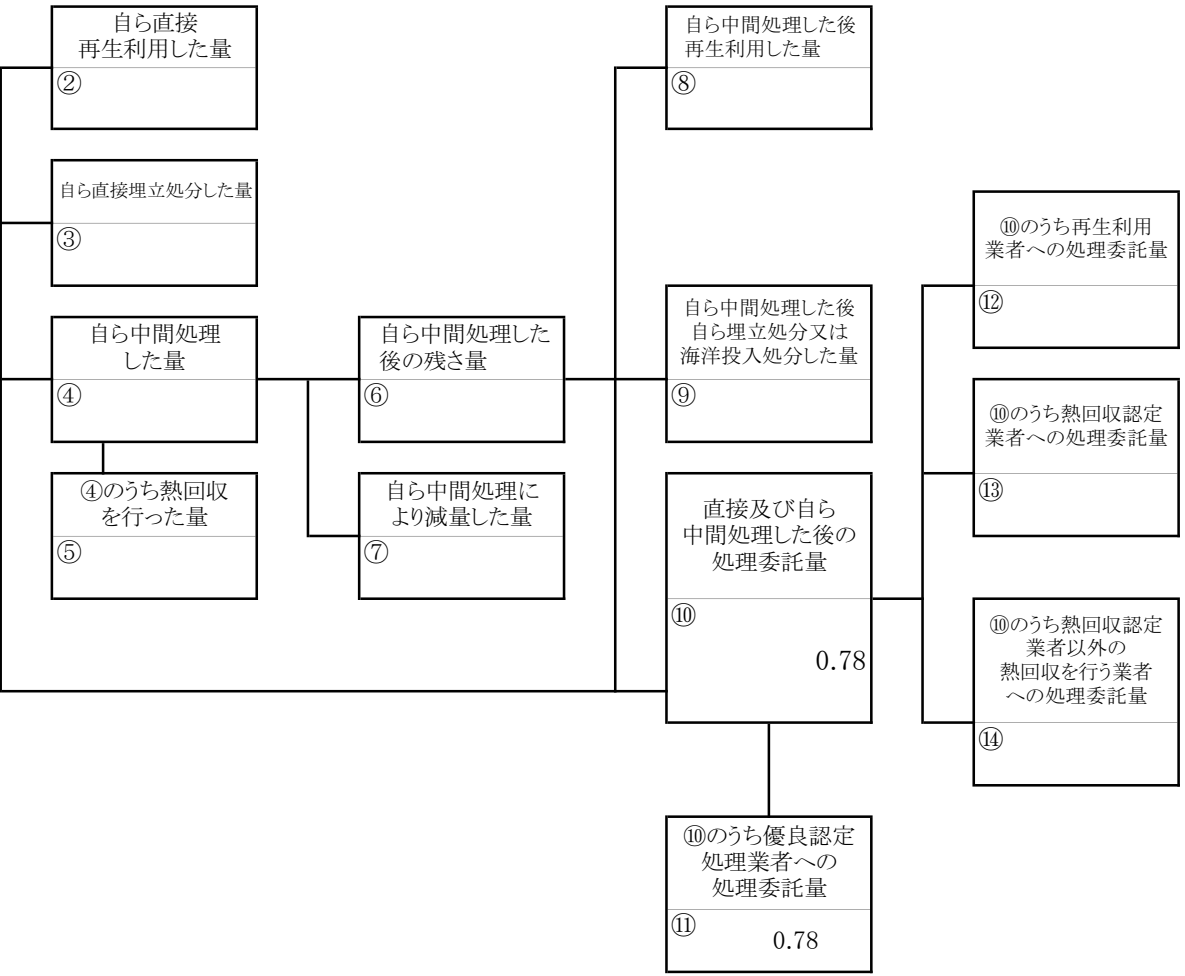 自ら直接
再生利用した量
②
自ら直接埋立処分した量
③
自ら中間処理
した量
④
④のうち熱回収
を行った量
⑤
自ら中間処理した
後の残さ量
⑥
自ら中間処理に
より減量した量
⑦
自ら中間処理した後
再生利用した量
⑧
自ら中間処理した後
自ら埋立処分又は
海洋投入処分した量
⑨
直接及び自ら
中間処理した後の
処理委託量
⑩
0.78
⑩のうち優良認定
処理業者への
処理委託量
⑪
0.78
⑩のうち再生利用
業者への処理委託量
⑫
⑩のうち熱回収認定
業者への処理委託量
⑬
⑩のうち熱回収認定
業者以外の
熱回収を行う業者
への処理委託量
⑭